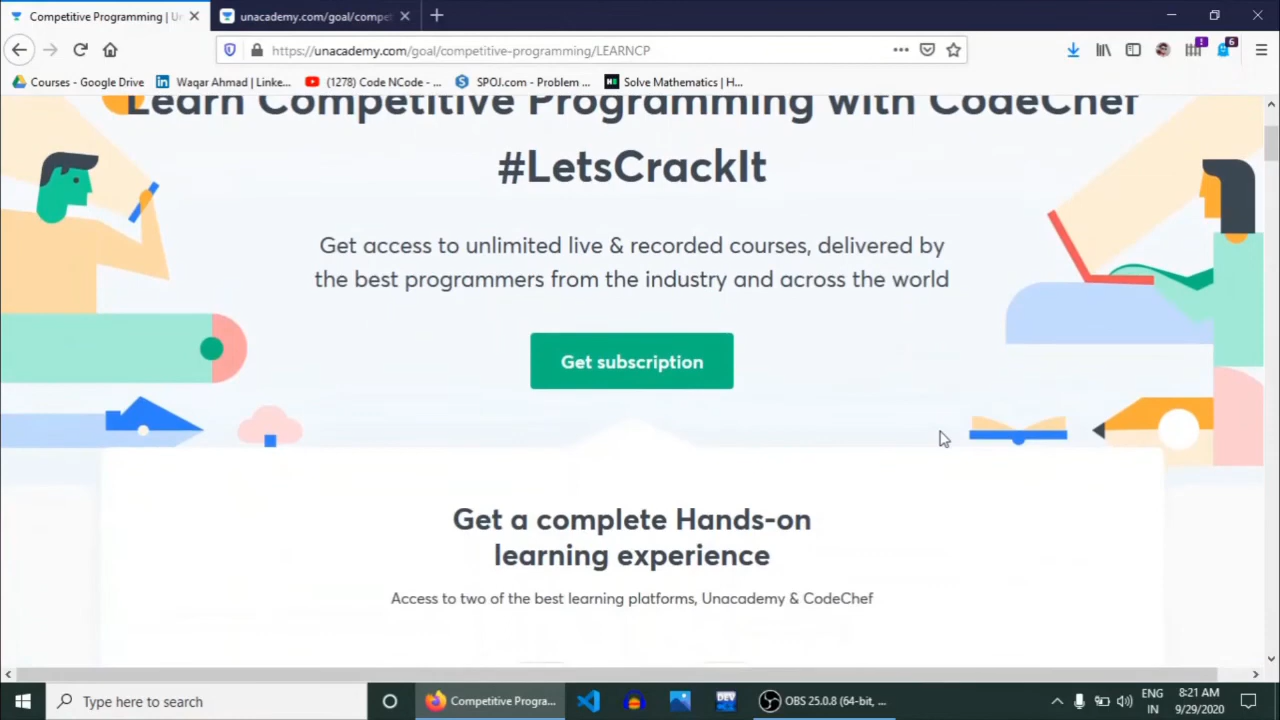 Competitive Programming | Un
unacademy.com/goal/compet
https://unacademy.com/goal/competitive-programming/LEARNCP
Courses - Google Drive
Waqar Ahmad | Linke...
(1278) Code NCode - ...
SPOJ.com - Problem ...
Solve Mathematics | H...
Learn Competitive Programming with CodeChef
#LetsCrackIt
Get access to unlimited live & recorded courses, delivered by
the best programmers from the industry and across the world
Get subscription
Get a complete Hands-on
learning experience
Access to two of the best learning platforms, Unacademy & CodeChef
Type here to search
Competitive Progra...
DEV
OBS 25.0.8 (64-bit, ...
ENG
IN
8:21 AM
9/29/2020